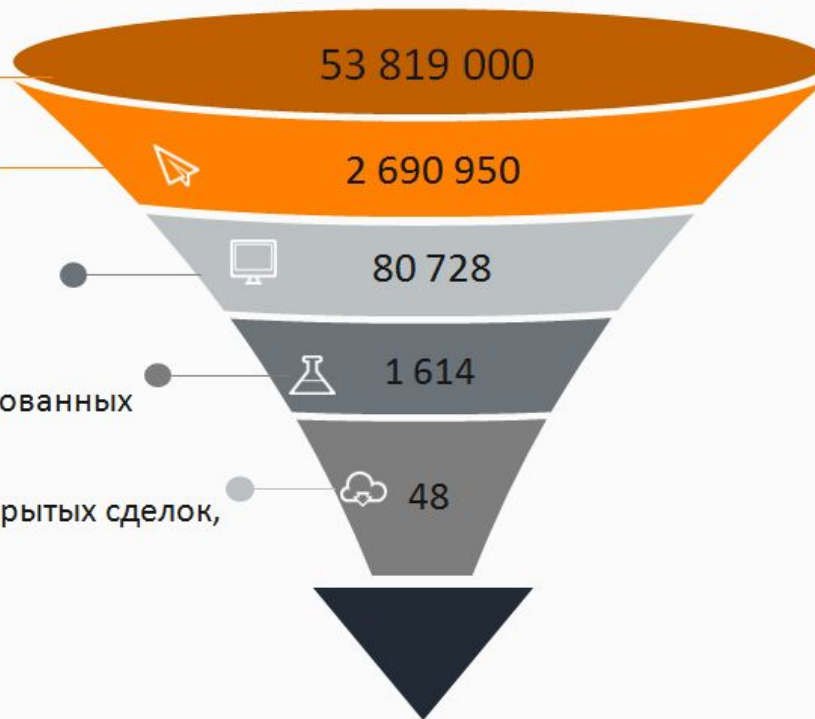 53 819 000
2 690 950
80 728
1 614
ованных
48
рытых сделок,